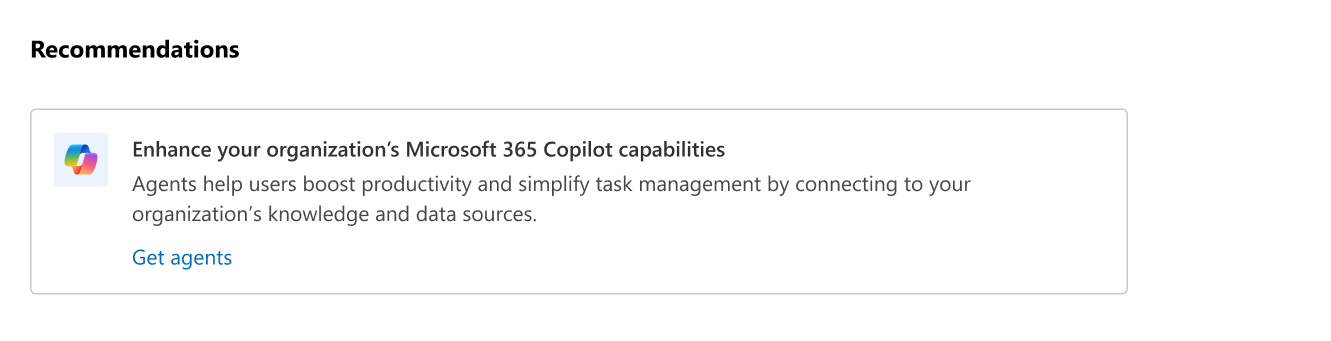 Recommendations
Enhance your organization’s Microsoft 365 Copilot capabilities
Agents help users boost productivity and simplify task management by connecting to your
organization’s knowledge and data sources.
Get agents